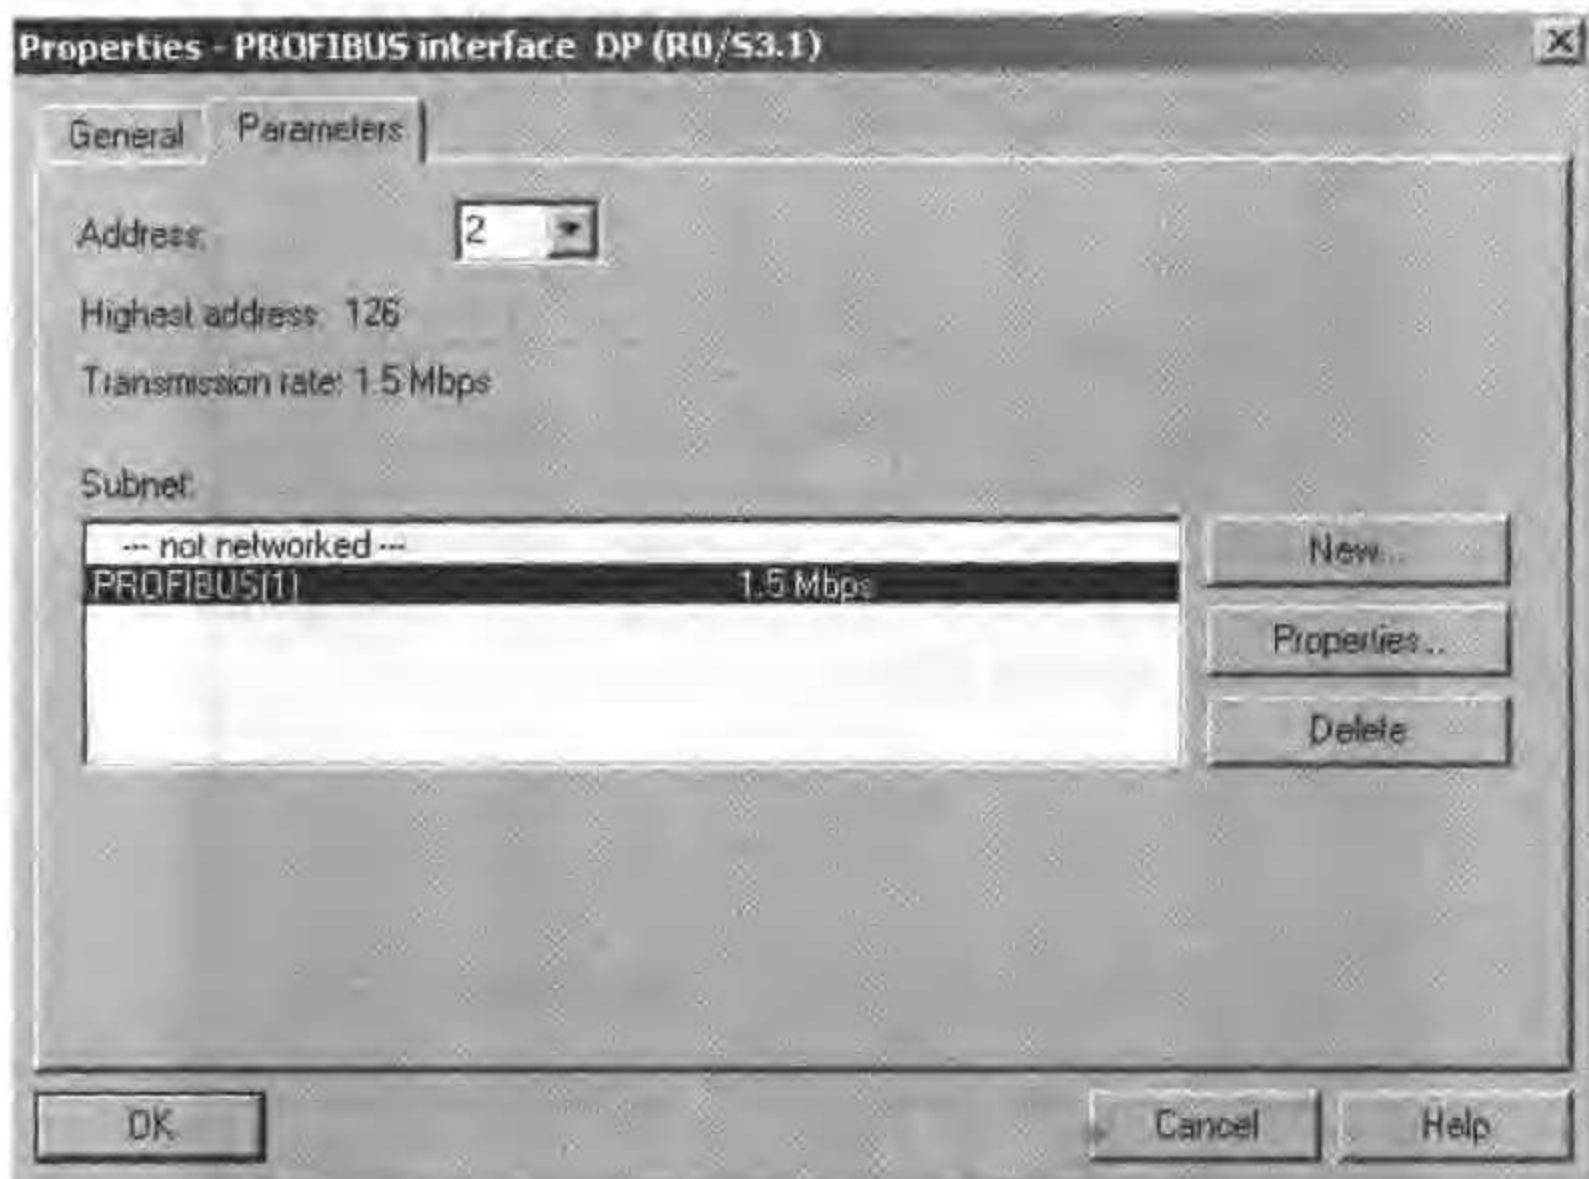 Properties - PROFIBUS interface DP (R0/S3.1)
General Parameters
Address: 2
Highest address: 126
Transmission rate: 1.5 Mbps
Subnet:
--- not networked ---
PROFIBUS(1) 1.5 Mbps
New...
Properties...
Delete
OK Cancel Help